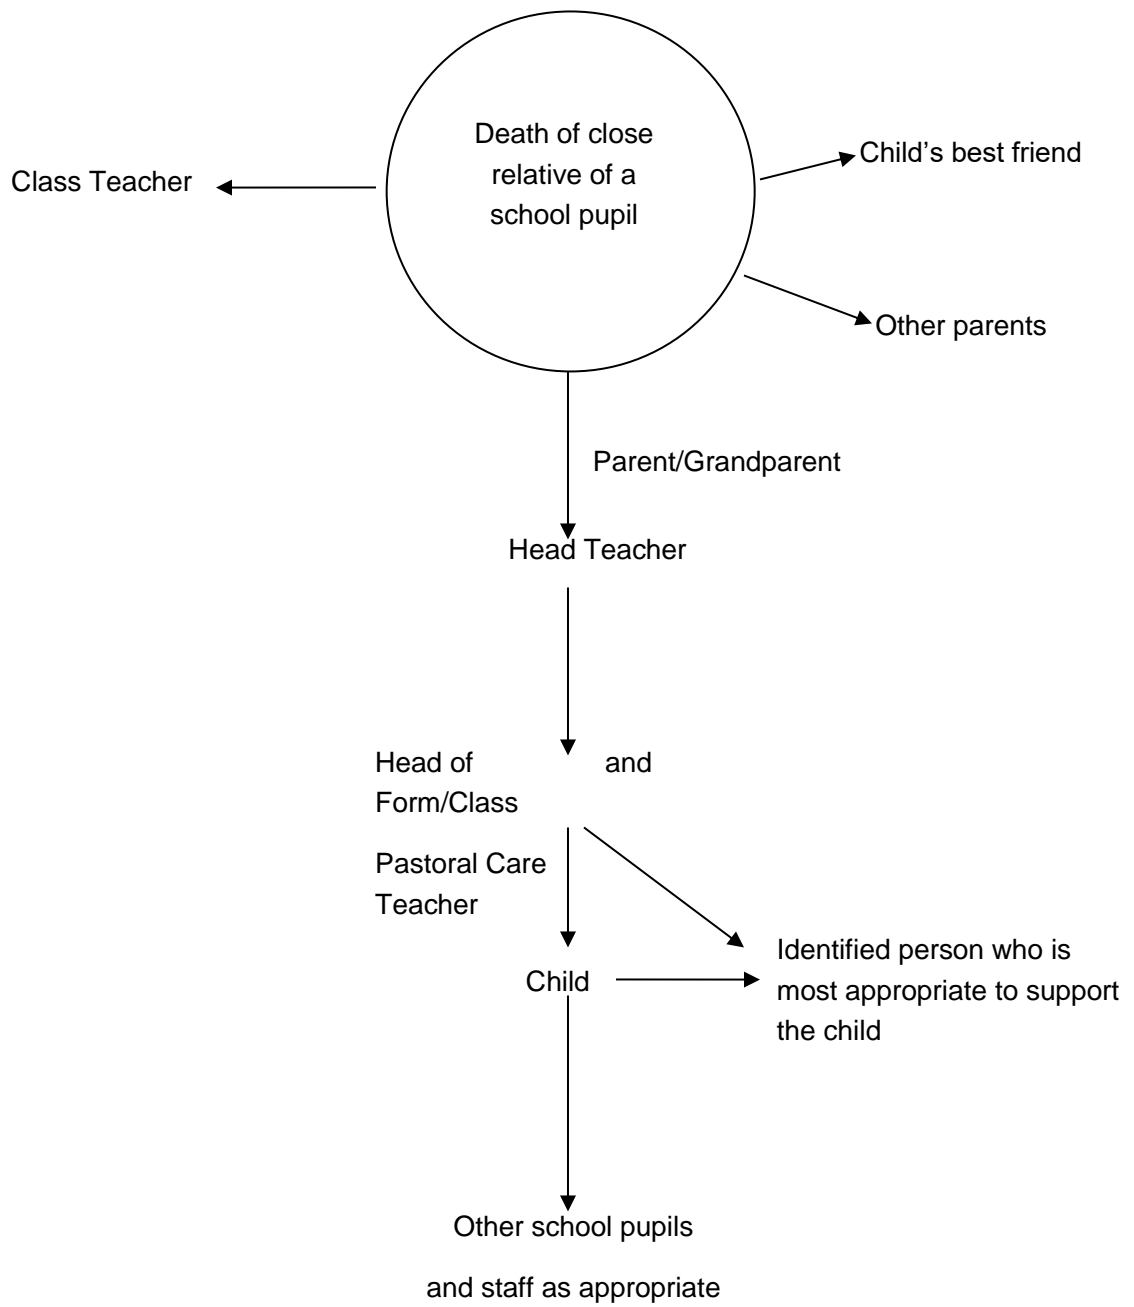 Death of close
relative of a
school pupil
Child’s best friend
Class Teacher
Other parents
Parent/Grandparent
Head Teacher
Head of and
Form/Class
Pastoral Care
Teacher
Identified person who is
most appropriate to support
the child
Child
Other school pupils
and staff as appropriate